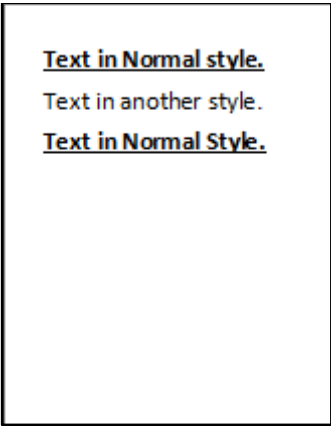 Text in Normal style.
Text in another style.
Text in Normal Style.